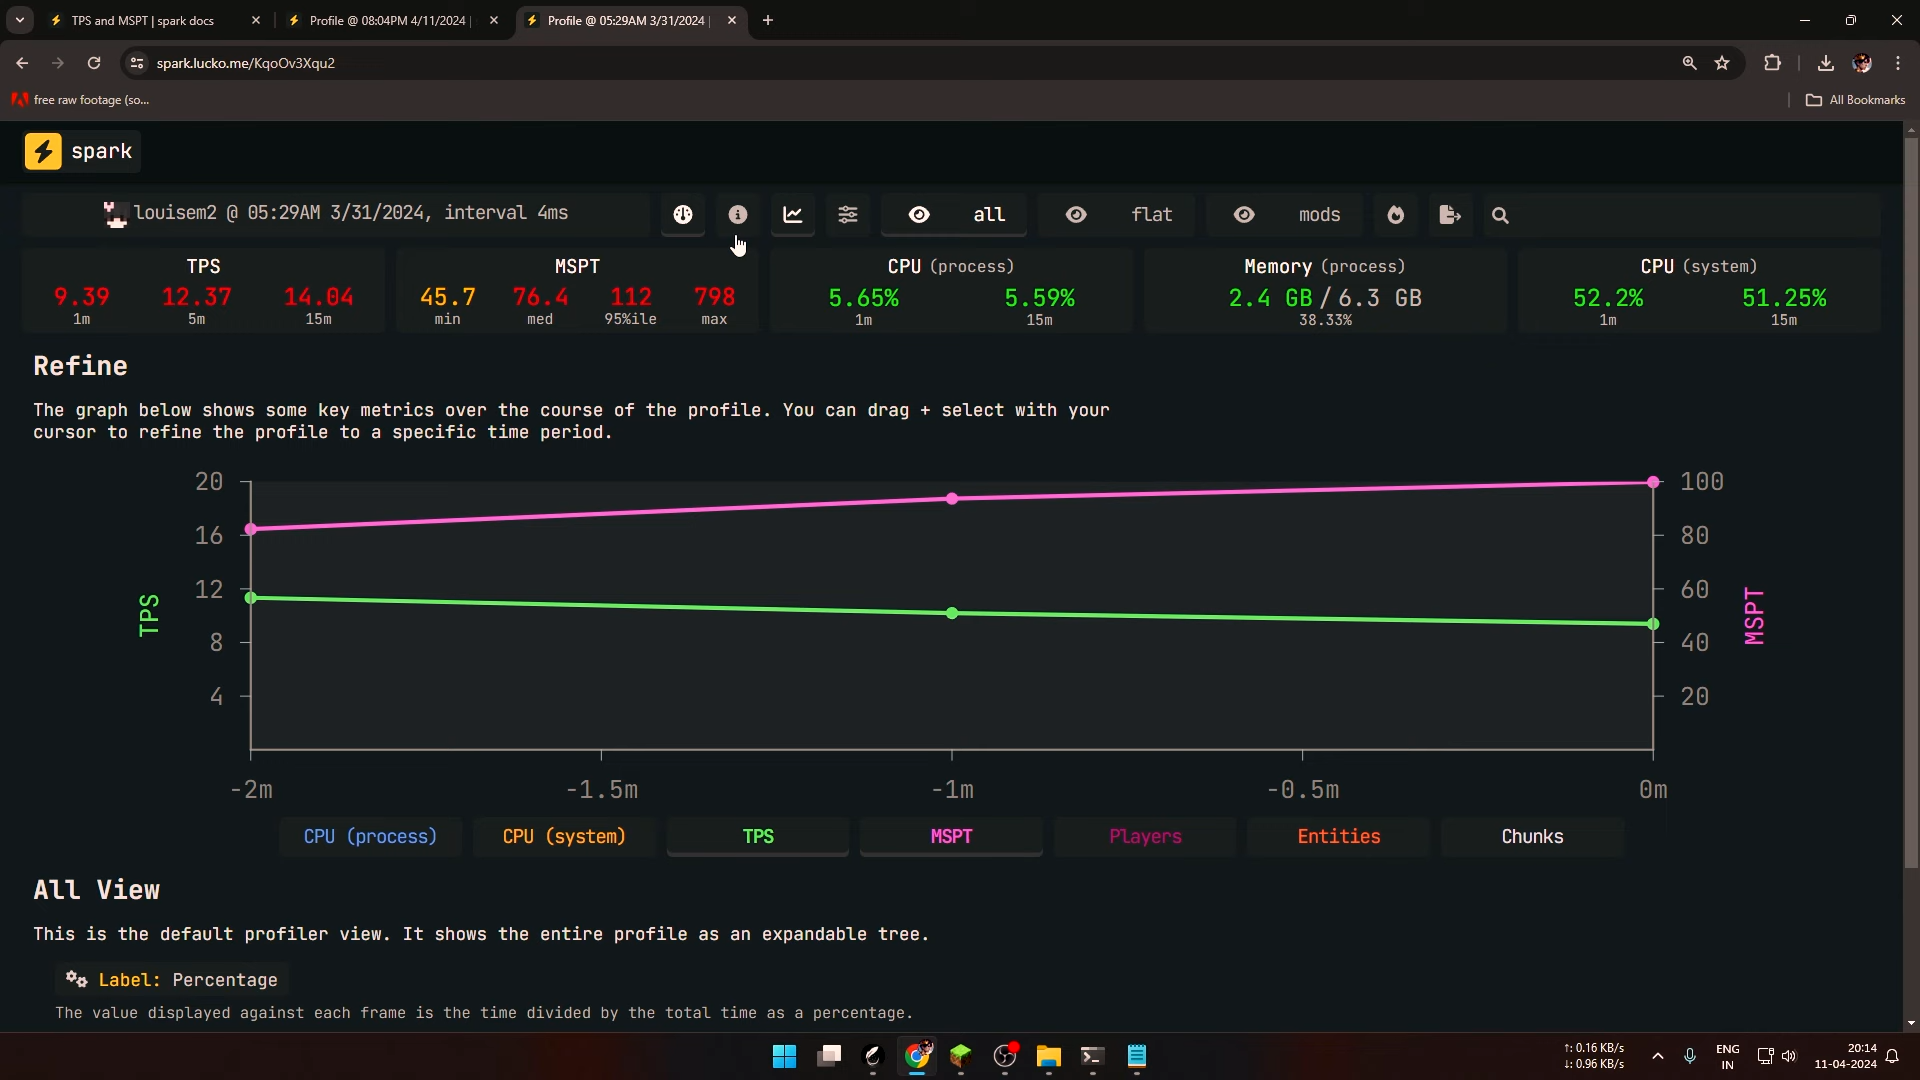 TPS and MSPT | spark docs
Profile @ 08:04PM 4/11/2024 |
Profile @ 05:29AM 3/31/2024 |
spark.lucko.me/KqoOv3Xqu2
free raw footage (so...
All Bookmarks
spark
louisem2 @ 05:29AM 3/31/2024, interval 4ms
all
flat
mods
TPS
9.39 12.37 14.04
1m 5m 15m
MSPT
45.7 76.4 112 798
min med 95%ile max
CPU (process)
5.65% 5.59%
1m 15m
Memory (process)
2.4 GB/6.3 GB
38.33%
CPU (system)
52.2% 51.25%
1m 15m
Refine
The graph below shows some key metrics over the course of the profile. You can drag + select with your
cursor to refine the profile to a specific time period.
20
16
12
8
4
TPS
100
80
60
40
20
MSPT
-2m -1.5m -1m -0.5m 0m
CPU (process) CPU (system) TPS MSPT Players Entities Chunks
All View
This is the default profiler view. It shows the entire profile as an expandable tree.
Label: Percentage
The value displayed against each frame is the time divided by the total time as a percentage.
↑: 0.16 KB/s
↓: 0.96 KB/s
ENG
IN
20:14
11-04-2024